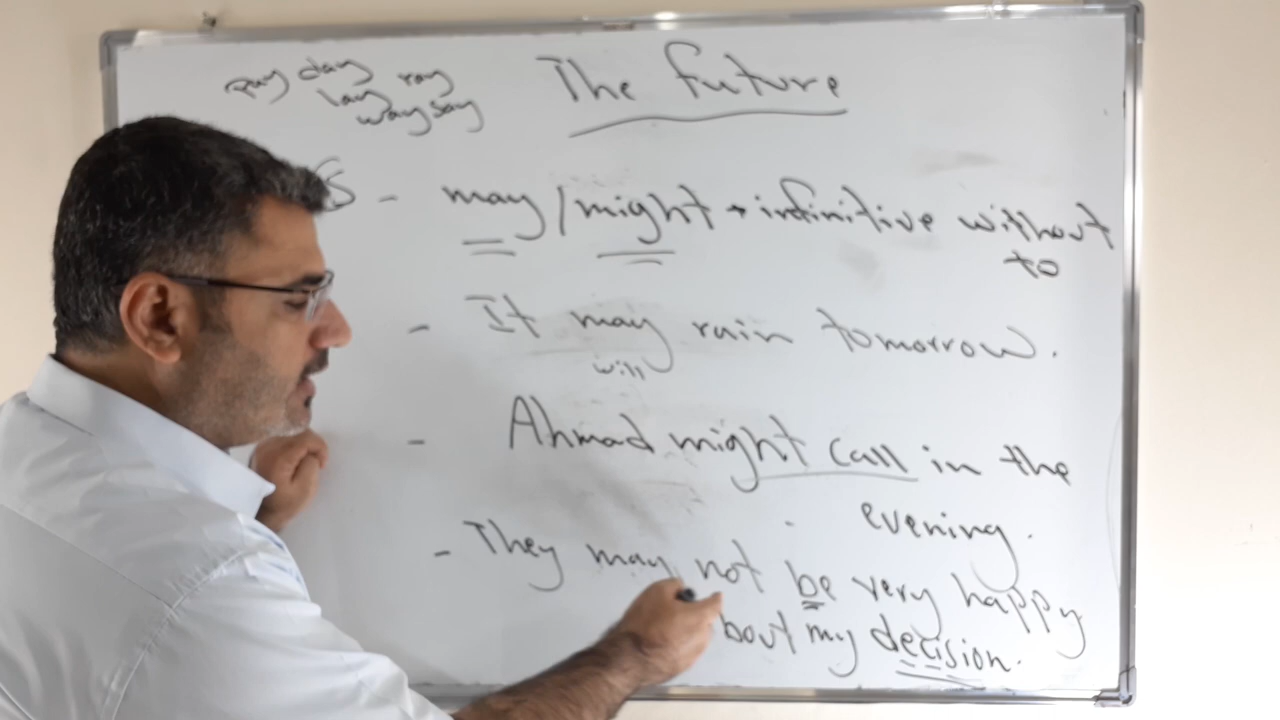 pay day ray
lay
way say
The future
S - may/might + infinitive without
to
- It may rain tomorrow.
will
- Ahmad might call in the
evening.
- They may not be very happy
bout my decision.